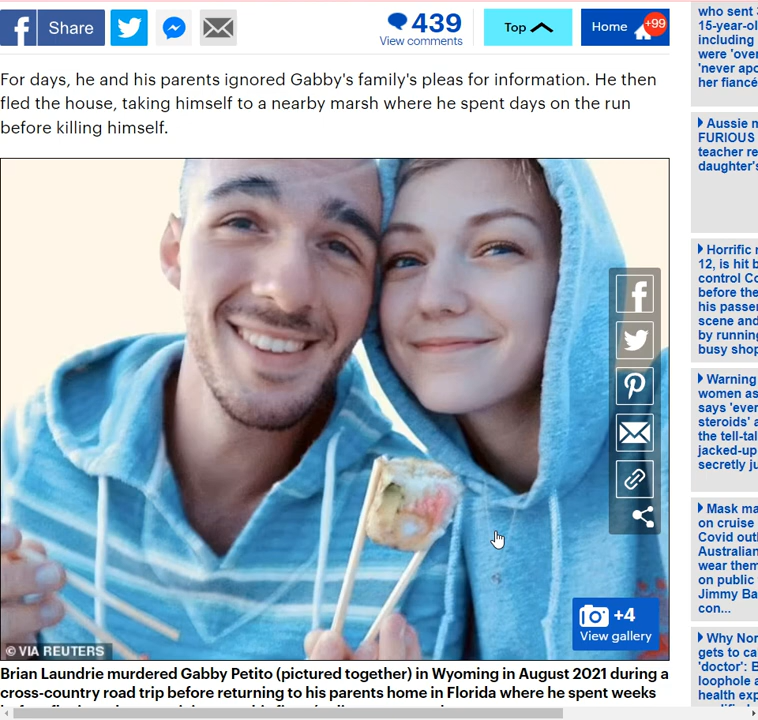 Share
439
View comments
Top
Home
+99
For days, he and his parents ignored Gabby's family's pleas for information. He then
fled the house, taking himself to a nearby marsh where he spent days on the run
before killing himself.
+4
View gallery
© VIA REUTERS
Brian Laundrie murdered Gabby Petito (pictured together) in Wyoming in August 2021 during a
cross-country road trip before returning to his parents home in Florida where he spent weeks
who sent
15-year-ol
including
were 'over
'never apo
her fiancé
Aussie m
FURIOUS
teacher re
daughter's
Horrific
12, is hit b
control Co
before the
his passen
scene and
by running
busy shop
Warning
women as
says 'ever
steroids' a
the tell-tal
jacked-up
secretly ju
Mask ma
on cruise
Covid out
Australian
wear them
on public
Jimmy Ba
con...
Why Nor
gets to ca
'doctor': B
loophole a
health exp